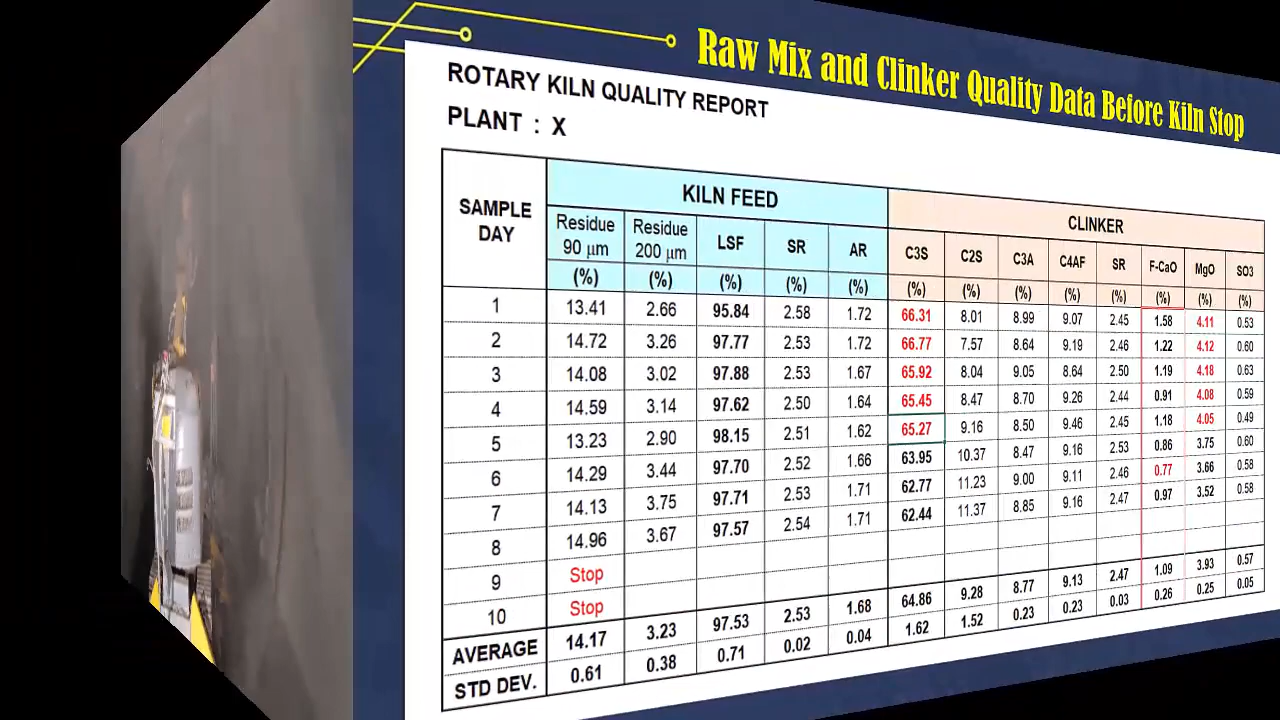 Raw Mix and Clinker Quality Data Before Kiln Stop
ROTARY KILN QUALITY REPORT
PLANT : X
SAMPLE DAY KILN FEED CLINKER
Residue 90 μm Residue 200 μm LSF SR AR C3S C2S C3A C4AF SR F-CaO MgO SO3
(%) (%) (%) (%) (%) (%) (%) (%) (%) (%) (%) (%) (%)
1 13.41 2.66 95.84 2.58 1.72 66.31 8.01 8.99 9.07 2.45 1.58 4.11 0.53
2 14.72 3.26 97.77 2.53 1.72 66.77 7.57 8.64 9.19 2.46 1.22 4.12 0.60
3 14.08 3.02 97.88 2.53 1.67 65.92 8.04 9.05 8.64 2.50 1.19 4.18 0.63
4 14.59 3.14 97.62 2.50 1.64 65.45 8.47 8.70 9.26 2.44 0.91 4.08 0.59
5 13.23 2.90 98.15 2.51 1.62 65.27 9.16 8.50 9.46 2.45 1.18 4.05 0.49
6 14.29 3.44 97.70 2.52 1.66 63.95 10.37 8.47 9.16 2.53 0.86 3.75 0.60
7 14.13 3.75 97.71 2.53 1.71 62.77 11.23 9.00 9.11 2.46 0.77 3.66 0.58
8 14.96 3.67 97.57 2.54 1.71 62.44 11.37 8.85 9.16 2.47 0.97 3.52 0.58
9 Stop
10 Stop
AVERAGE 14.17 3.23 97.53 2.53 1.68 64.86 9.28 8.77 9.13 2.47 1.09 3.93 0.57
STD DEV. 0.61 0.38 0.71 0.02 0.04 1.62 1.52 0.23 0.23 0.03 0.26 0.25 0.05